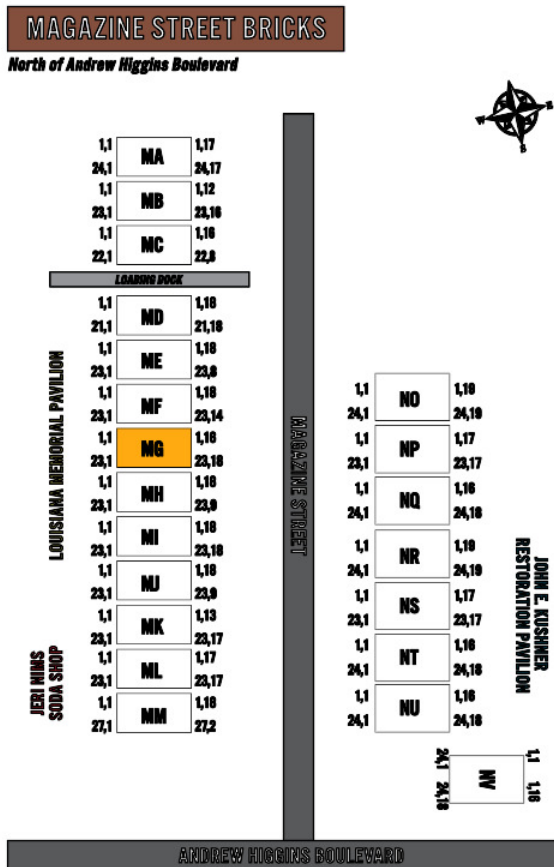 MAGAZINE STREET BRICKS
North of Andrew Higgins Boulevard
N
W E
S
1,1 MA 1,17
24,1 24,17
1,1 MB 1,12
23,1 23,16
1,1 MC 1,16
22,1 22,8
LOADING DOCK
1,1 MD 1,18
21,1 21,18
1,1 ME 1,18
23,1 23,8
1,1 MF 1,18
23,1 23,14
1,1 MG 1,16
23,1 23,18
1,1 MH 1,18
23,1 23,9
1,1 MI 1,18
23,1 23,18
1,1 MJ 1,18
23,1 23,9
1,1 MK 1,13
23,1 23,17
1,1 ML 1,17
23,1 23,17
1,1 MM 1,18
27,1 27,2
LOUISIANA MEMORIAL PAVILION
JERI NIMS
SODA SHOP
MAGAZINE STREET
1,1 NO 1,19
24,1 24,19
1,1 NP 1,17
23,1 23,17
1,1 NQ 1,16
24,1 24,18
1,1 NR 1,19
24,1 24,19
1,1 NS 1,17
23,1 23,17
1,1 NT 1,16
24,1 24,18
1,1 NU 1,16
24,1 24,18
JOHN E. KUSHNER
RESTORATION PAVILION
24,1 NV 1,1
24,18 1,16
ANDREW HIGGINS BOULEVARD